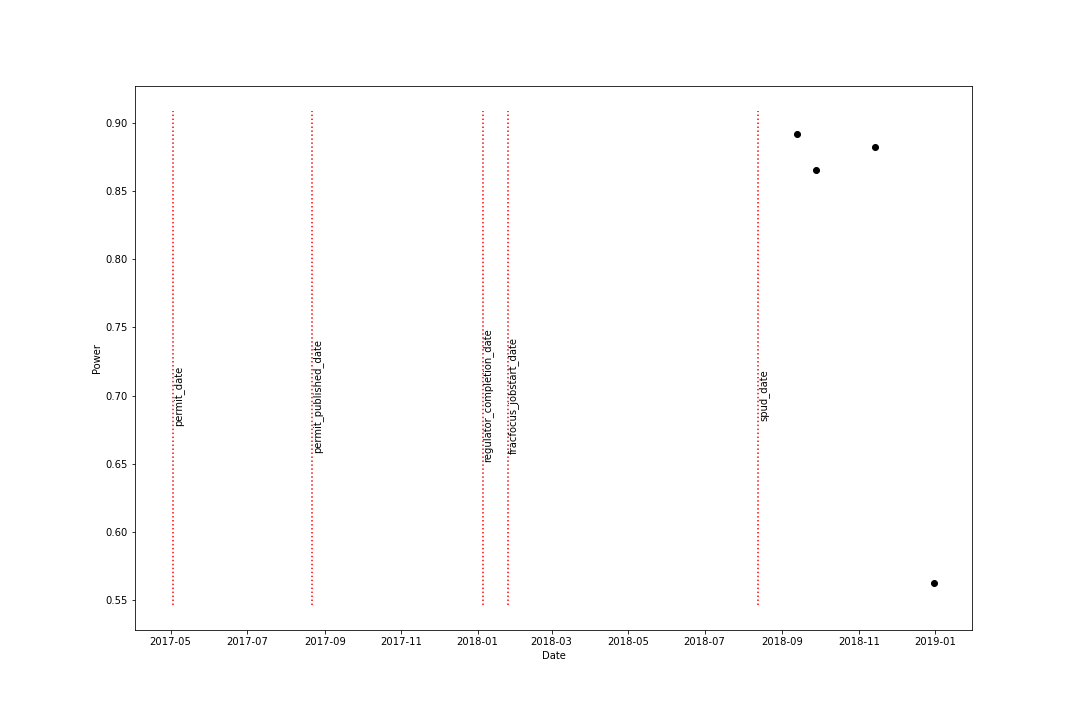 0.90
0.85
0.80
0.75
0.70
0.65
0.60
0.55
Power
permit_date
permit_published_date
regulator_completion_date
fracfocus_jobstart_date
spud_date
2017-05
2017-07
2017-09
2017-11
2018-01
2018-03
2018-05
2018-07
2018-09
2018-11
2019-01
Date